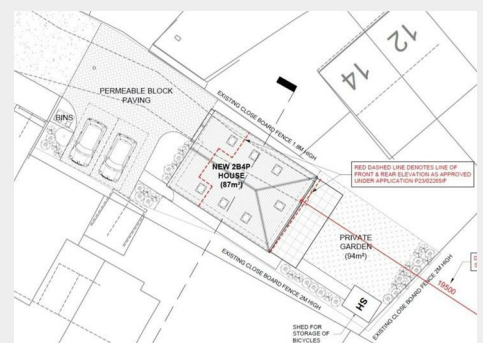 12
14
PERMEABLE BLOCK
PAVING
BINS
EXISTING CLOSE BOARD FENCE 1.8M HIGH
NEW 2B4P
HOUSE
(87m²)
RED DASHED LINE DENOTES LINE OF
FRONT & REAR ELEVATION AS APPROVED
UNDER APPLICATION P23/02265/F
PRIVATE
GARDEN
(94m²)
EXISTING CLOSE BOARD FENCE 2M HIGH
SH
19500
EXISTING CLOSE BOARD FENCE 2M HIGH
SHED FOR
STORAGE OF
BICYCLES